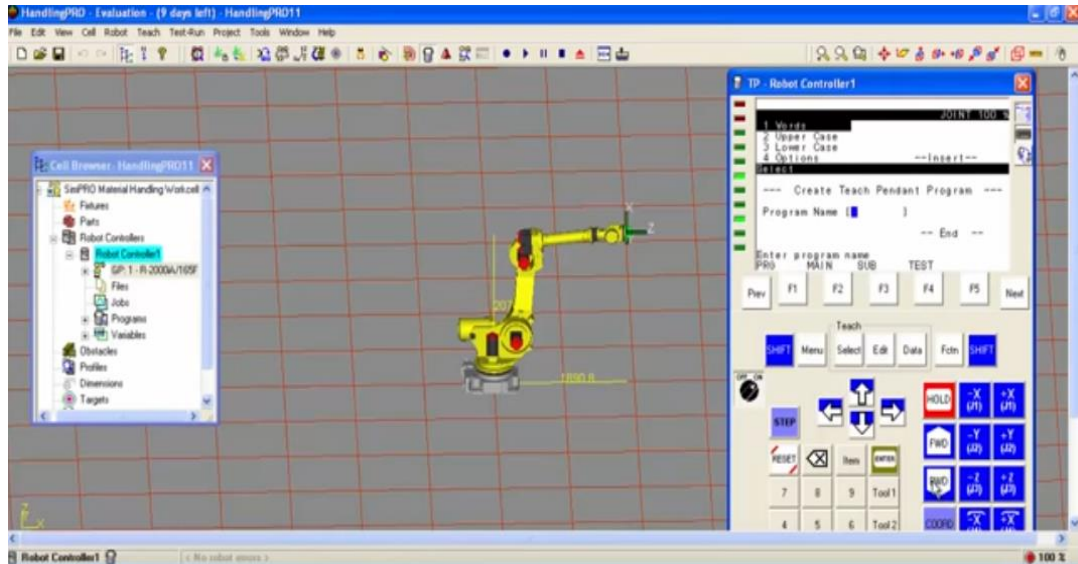 HandlingPRO - Evaluation - (9 days left) - HandlingPRO11
File Edit View Cell Robot Teach Test-Run Project Tools Window Help
Cell Browser - HandlingPRO11
SimPRO Material Handling Workcell
Fixtures
Parts
Robot Controllers
Robot Controller1
GP: 1 - R-2000iA/165F
Files
Jobs
Programs
Variables
Obstacles
Profiles
Dimensions
Targets
X
Z
207
1890.8
Z
X
TP - Robot Controller1
JOINT 100 %
1 Words
2 Upper Case
3 Lower Case
4 Options --Insert--
Select
--- Create Teach Pendant Program ---
Program Name [ ]
-- End --
Enter program name
PRG MAIN SUB TEST
Prev F1 F2 F3 F4 F5 Next
Teach
SHIFT Menu Select Edit Data Fctn SHIFT
OFF ON
HOLD -X (J1) +X (J1)
STEP
FWD -Y (J2) +Y (J2)
RESET Item ENTER
BWD -Z (J3) +Z (J3)
7 8 9 Tool 1
4 5 6 Tool 2
COORD -X +X
Robot Controller1
< No robot errors >
100 %